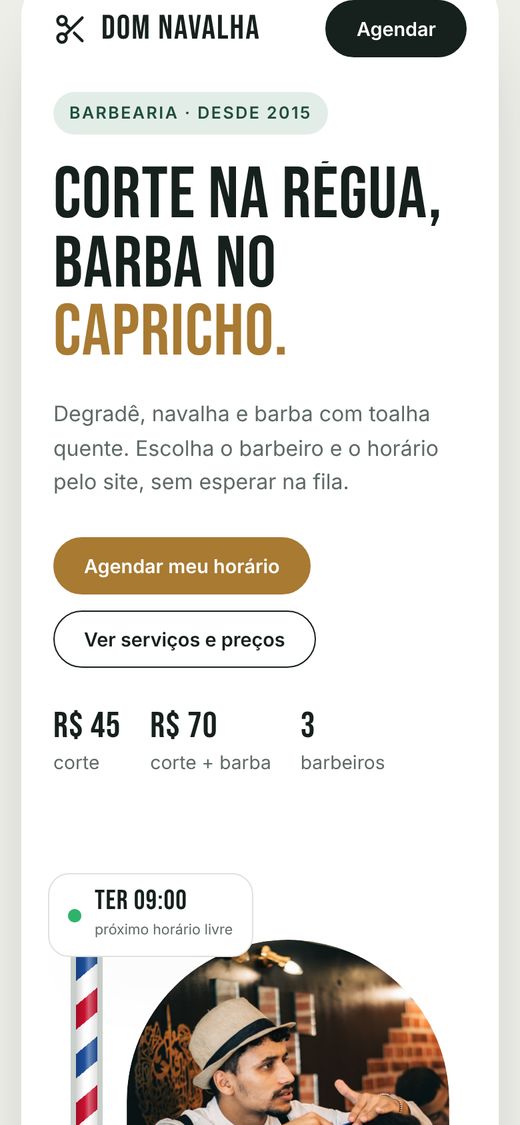 DOM NAVALHA
Agendar
BARBEARIA · DESDE 2015
CORTE NA RÉGUA,
BARBA NO
CAPRICHO.
Degradê, navalha e barba com toalha
quente. Escolha o barbeiro e o horário
pelo site, sem esperar na fila.
Agendar meu horário
Ver serviços e preços
R$ 45
corte
R$ 70
corte + barba
3
barbeiros
TER 09:00
próximo horário livre